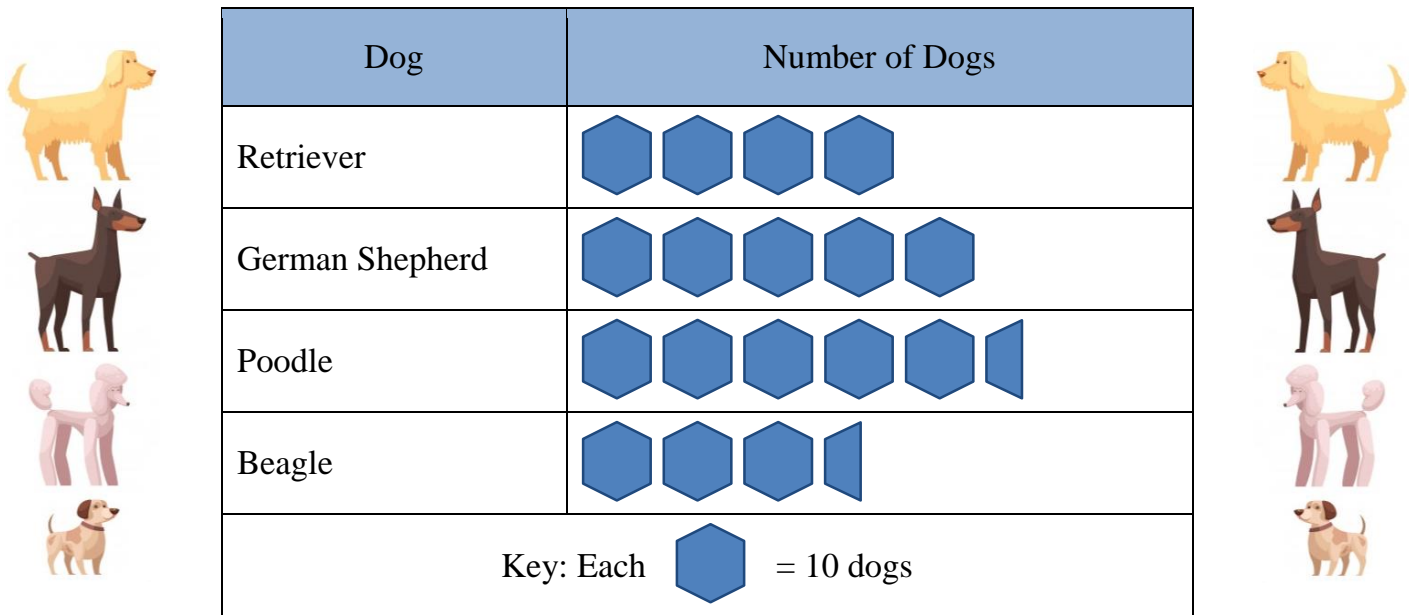 Dog Number of Dogs
Retriever
German Shepherd
Poodle
Beagle
Key: Each = 10 dogs